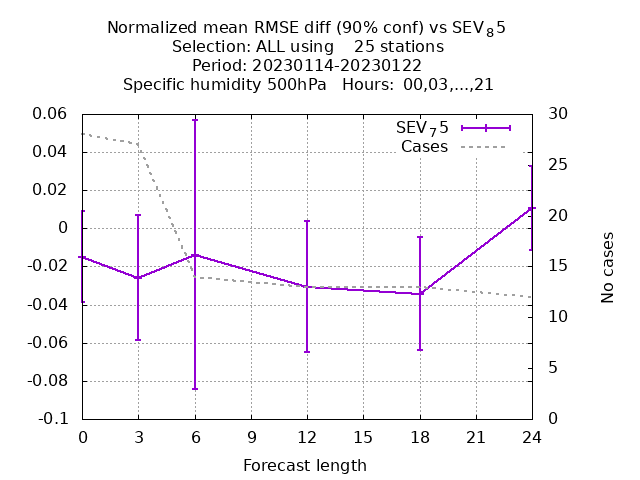 Normalized mean RMSE diff (90% conf) vs SEV₈5
Selection: ALL using    25 stations
Period: 20230114-20230122
Specific humidity 500hPa   Hours:  00,03,...,21
SEV₇5
Cases
0.06
0.04
0.02
0
-0.02
-0.04
-0.06
-0.08
-0.1
30
25
20
15
10
5
0
No cases
0 3 6 9 12 15 18 21 24
Forecast length